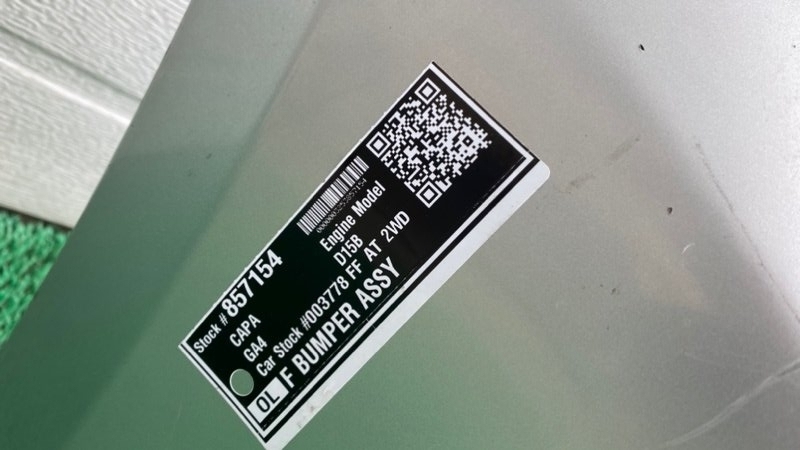 Stock # 857154
CAPA
GA4
Engine Model
D15B
Car Stock #003778 FF AT 2WD
OL F BUMPER ASSY